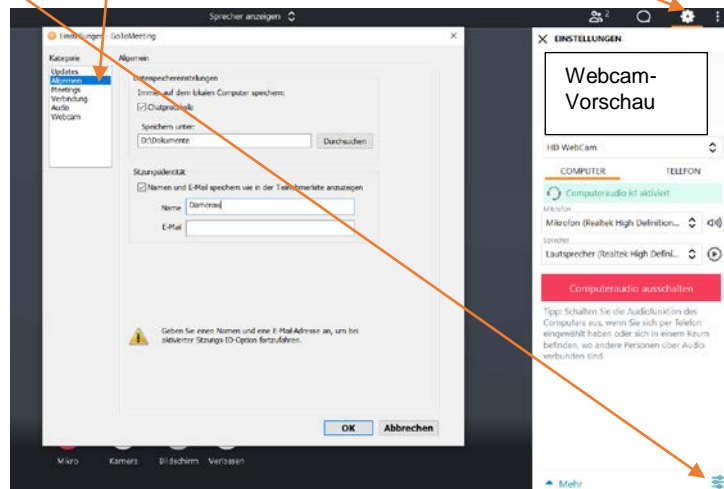 Sprecher anzeigen
2
Einstellungen - GoToMeeting
Kategorie
Updates
Allgemein
Meetings
Verbindung
Audio
Webcam
Allgemein
Datenspeichereinstellungen
Immer auf dem lokalen Computer speichern:
Chatprotokolle
Speichern unter:
D:\Dokumente
Durchsuchen
Sitzungsidentität
Namen und E-Mail speichern wie in der Teilnehmerliste anzuzeigen
Name
Damerow
E-Mail
Geben Sie einen Namen und eine E-Mail-Adresse an, um bei
aktivierter Sitzungs-ID-Option fortzufahren.
OK
Abbrechen
Mikro
Kamera
Bildschirm
Verlassen
EINSTELLUNGEN
Webcam-
Vorschau
HD WebCam
COMPUTER
TELEFON
Computeraudio ist aktiviert
Mikrofon
Mikrofon (Realtek High Definition...
Lautsprecher
Lautsprecher (Realtek High Defini...
Computeraudio ausschalten
Tipp: Schalten Sie die Audiofunktion des
Computers aus, wenn Sie sich per Telefon
eingewählt haben oder sich in einem Raum
befinden, wo andere Personen über Audio
verbunden sind.
Mehr